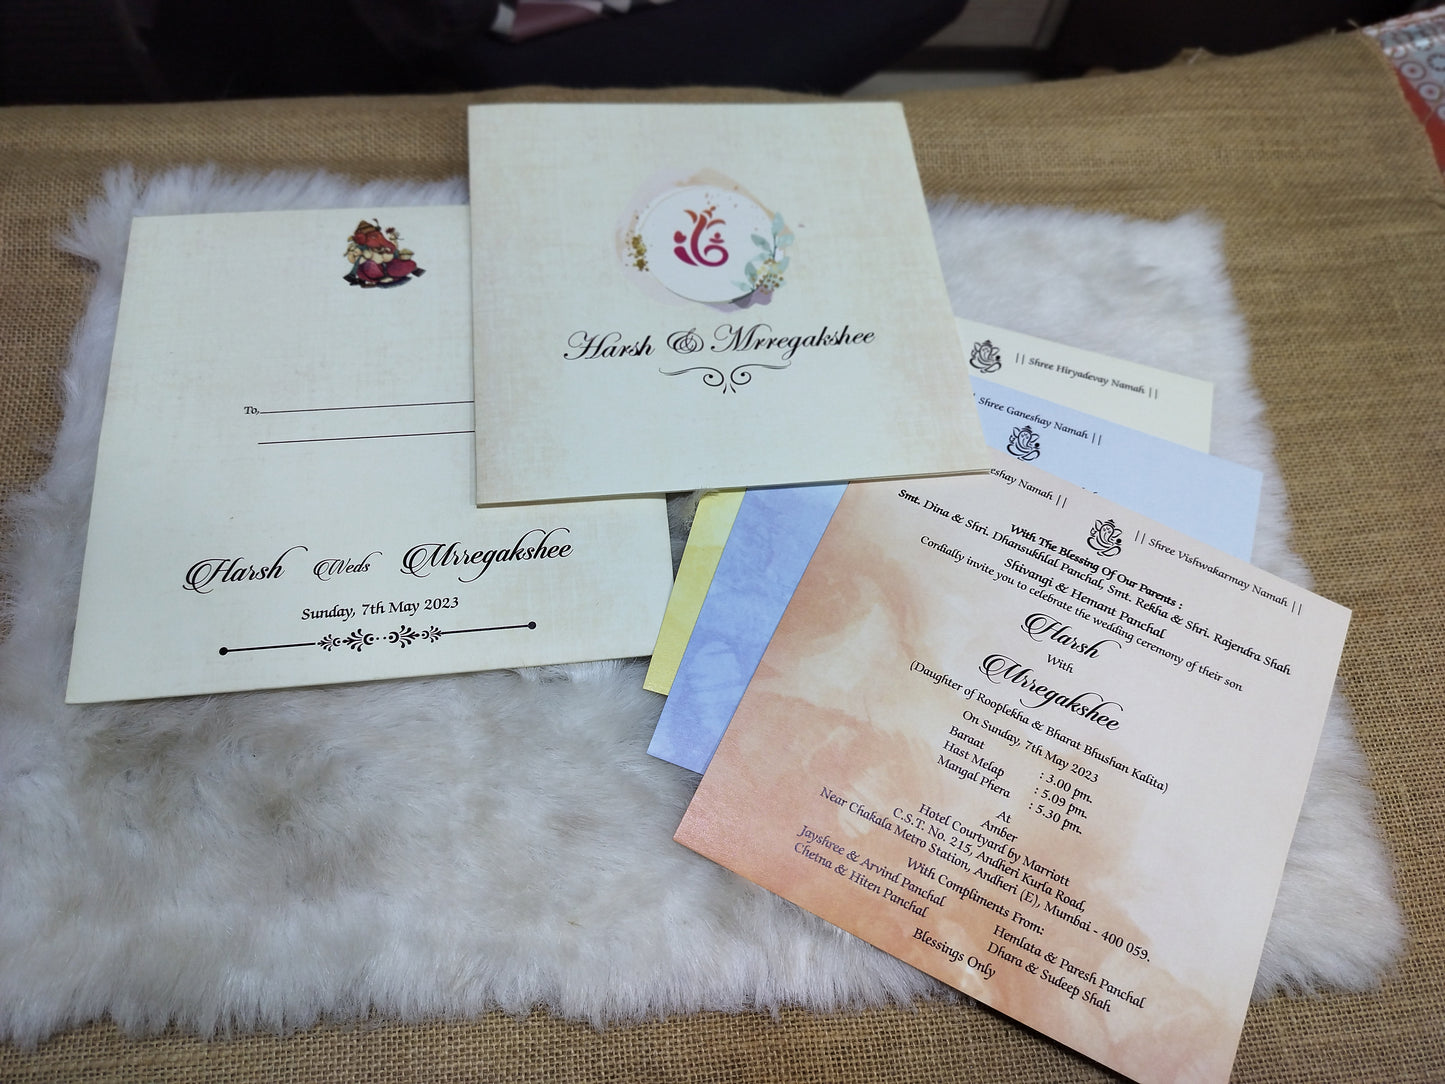 To,
Harsh Weds Mrregakshee
Sunday, 7th May 2023
Harsh & Mrregakshee
|| Shree Hiryadevay Namah ||
Shree Ganeshay Namah ||
eshay Namah ||
|| Shree Vishwakarmay Namah ||
With The Blessing Of Our Parents :
Smt. Dina & Shri. Dhansukhlal Panchal, Smt. Rekha & Shri. Rajendra Shah
Shivangi & Hemant Panchal
Cordially invite you to celebrate the wedding ceremony of their son
Harsh
With
Mrregakshee
(Daughter of Rooplekha & Bharat Bhushan Kalita)
On Sunday, 7th May 2023
Baraat : 3.00 pm.
Hast Melap : 5.09 pm.
Mangal Phera : 5.30 pm.
At
Amber
Hotel Courtyard by Marriott
C.S.T. No. 215, Andheri Kurla Road,
Near Chakala Metro Station, Andheri (E), Mumbai - 400 059.
With Compliments From:
Jayshree & Arvind Panchal Hemlata & Paresh Panchal
Chetna & Hiten Panchal Dhara & Sudeep Shah
Blessings Only